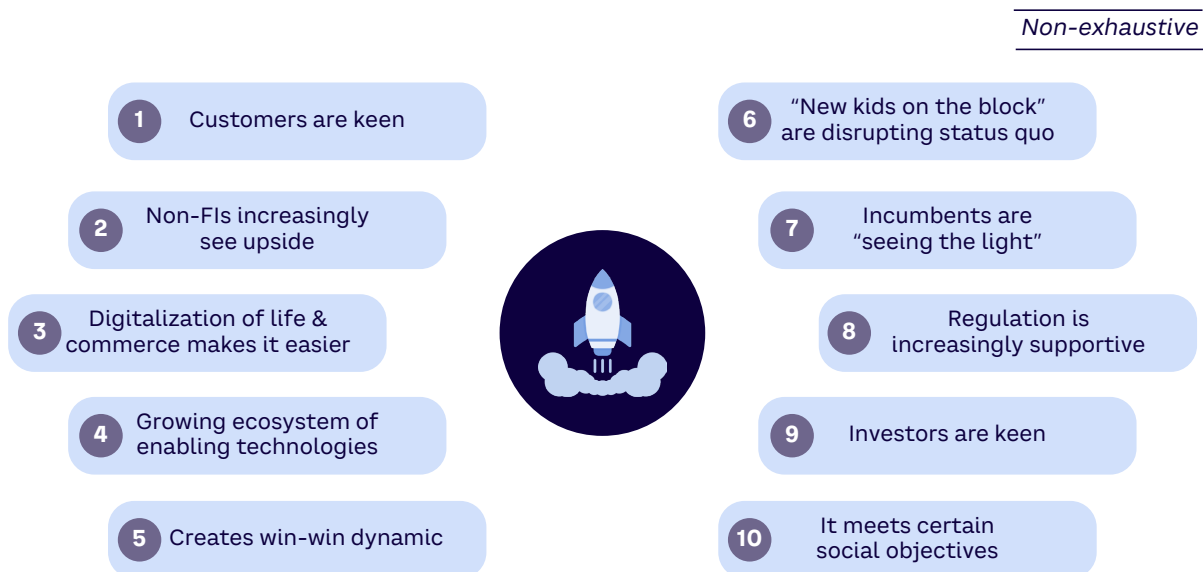 Non-exhaustive
1 Customers are keen
2 Non-FIs increasingly
see upside
3 Digitalization of life &
commerce makes it easier
4 Growing ecosystem of
enabling technologies
5 Creates win-win dynamic
6 “New kids on the block”
are disrupting status quo
7 Incumbents are
“seeing the light”
8 Regulation is
increasingly supportive
9 Investors are keen
10 It meets certain
social objectives